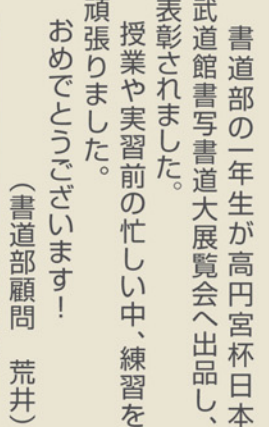 書道部の一年生が高円宮杯日本
武道館書写書道大展覧会へ出品し、
表彰されました。
授業や実習前の忙しい中、練習を
頑張りました。
おめでとうございます！
（書道部顧問　荒井）